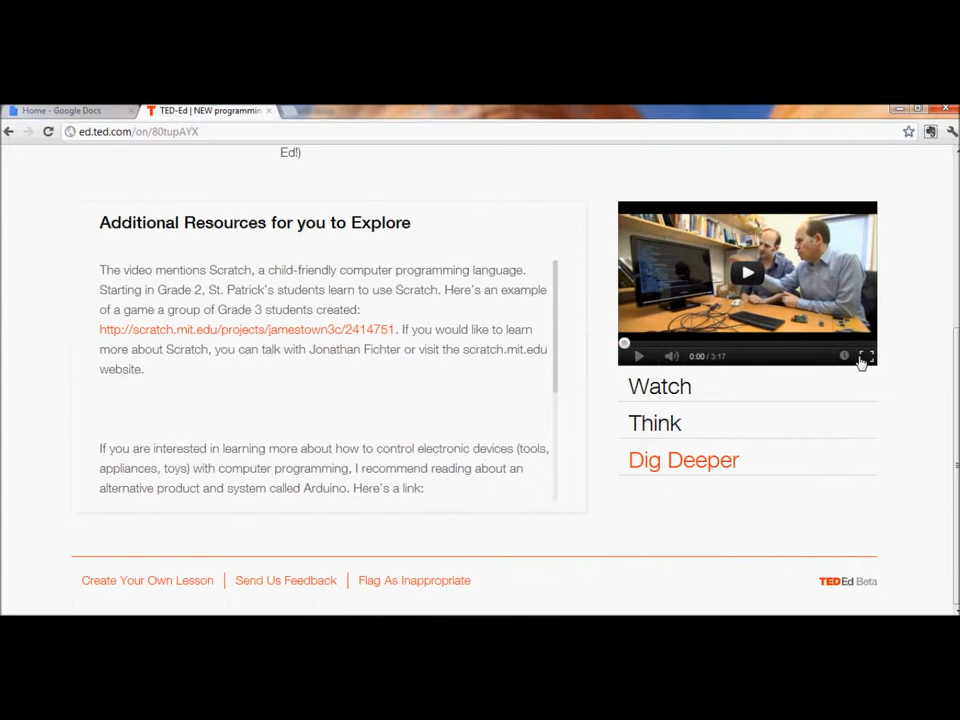 Home - Google Docs
TED-Ed | NEW programmin
ed.ted.com/on/80tupAYX
Ed!)
Additional Resources for you to Explore
The video mentions Scratch, a child-friendly computer programming language.
Starting in Grade 2, St. Patrick's students learn to use Scratch. Here's an example
of a game a group of Grade 3 students created:
http://scratch.mit.edu/projects/jamestown3c/2414751. If you would like to learn
more about Scratch, you can talk with Jonathan Fichter or visit the scratch.mit.edu
website.
If you are interested in learning more about how to control electronic devices (tools,
appliances, toys) with computer programming, I recommend reading about an
alternative product and system called Arduino. Here's a link:
0:00 / 3:17
Watch
Think
Dig Deeper
Create Your Own Lesson
Send Us Feedback
Flag As Inappropriate
TEDEd Beta